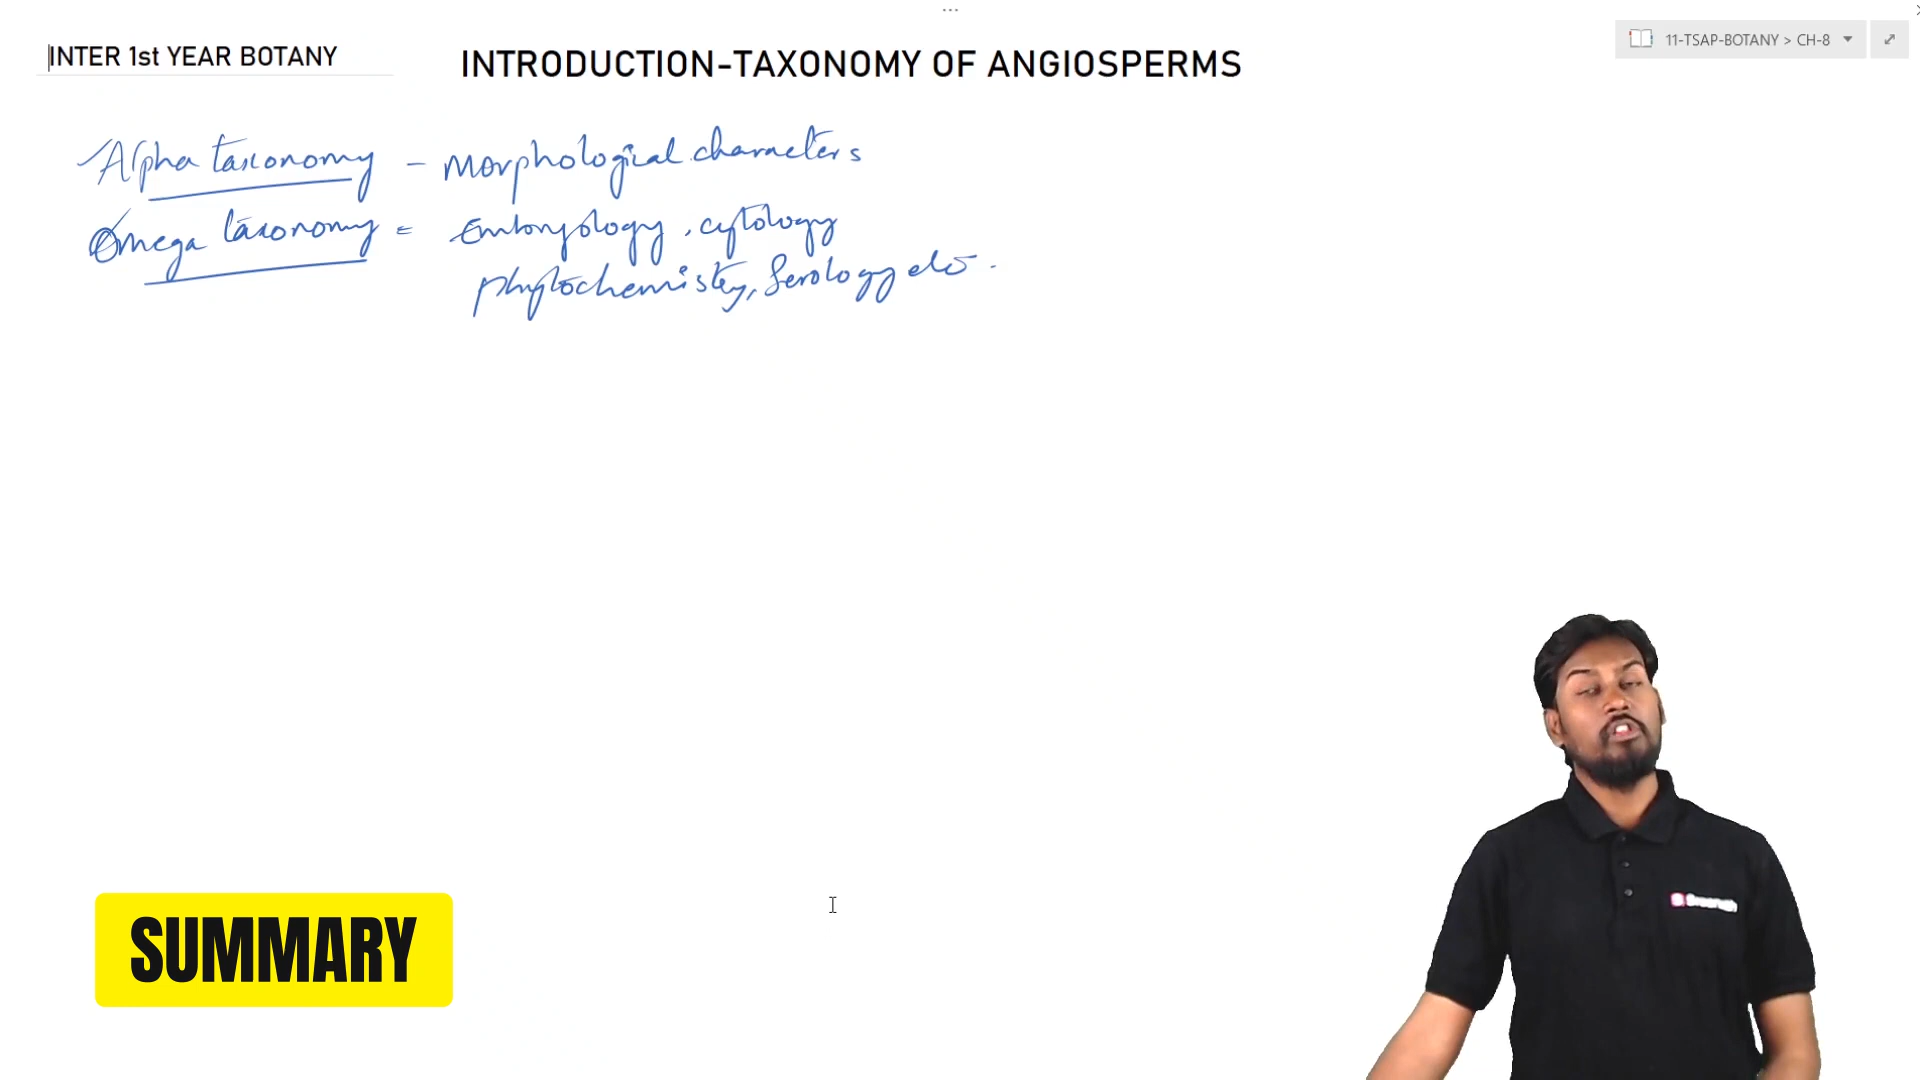 INTER 1st YEAR BOTANY
INTRODUCTION-TAXONOMY OF ANGIOSPERMS
11-TSAP-BOTANY > CH-8
Alpha taxonomy - Morphological characters
Omega taxonomy = Embryology, cytology
phytochemistry, Serology etc.
SUMMARY